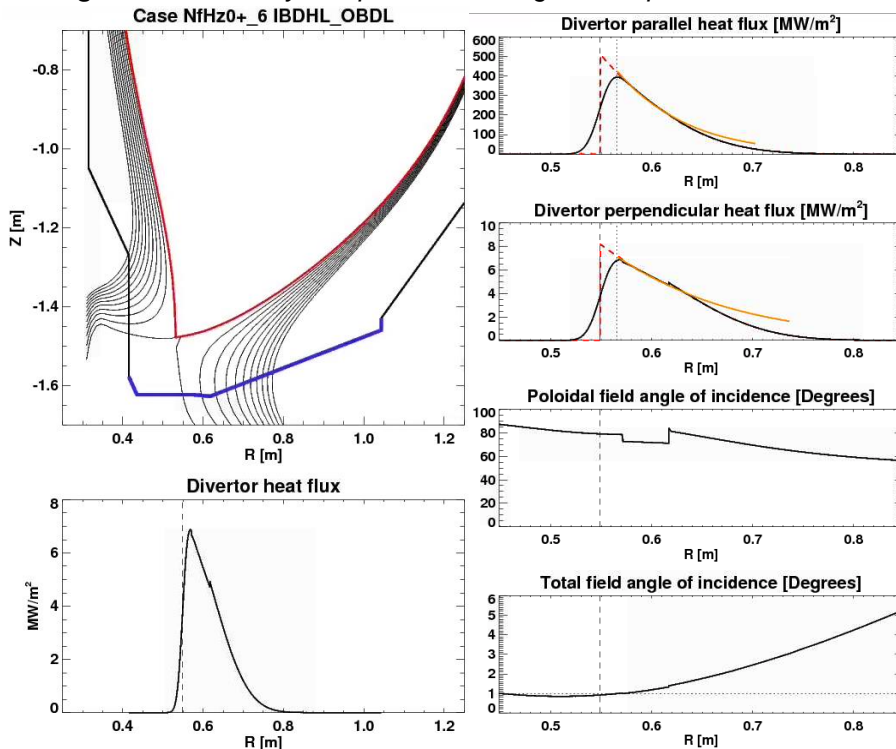 Case NfHz0+_6 IBDHL_OBDL
-0.8
-1.0
-1.2
-1.4
-1.6
Z [m]
0.4 0.6 0.8 1.0 1.2
R [m]
Divertor heat flux
8
6
4
2
0
MW/m²
0.4 0.6 0.8 1.0 1.2
R [m]
Divertor parallel heat flux [MW/m²]
600
500
400
300
200
100
0
0.5 0.6 0.7 0.8
R [m]
Divertor perpendicular heat flux [MW/m²]
10
8
6
4
2
0
0.5 0.6 0.7 0.8
R [m]
Poloidal field angle of incidence [Degrees]
100
80
60
40
20
0
0.5 0.6 0.7 0.8
R [m]
Total field angle of incidence [Degrees]
6
5
4
3
2
1
0
0.5 0.6 0.7 0.8
R [m]